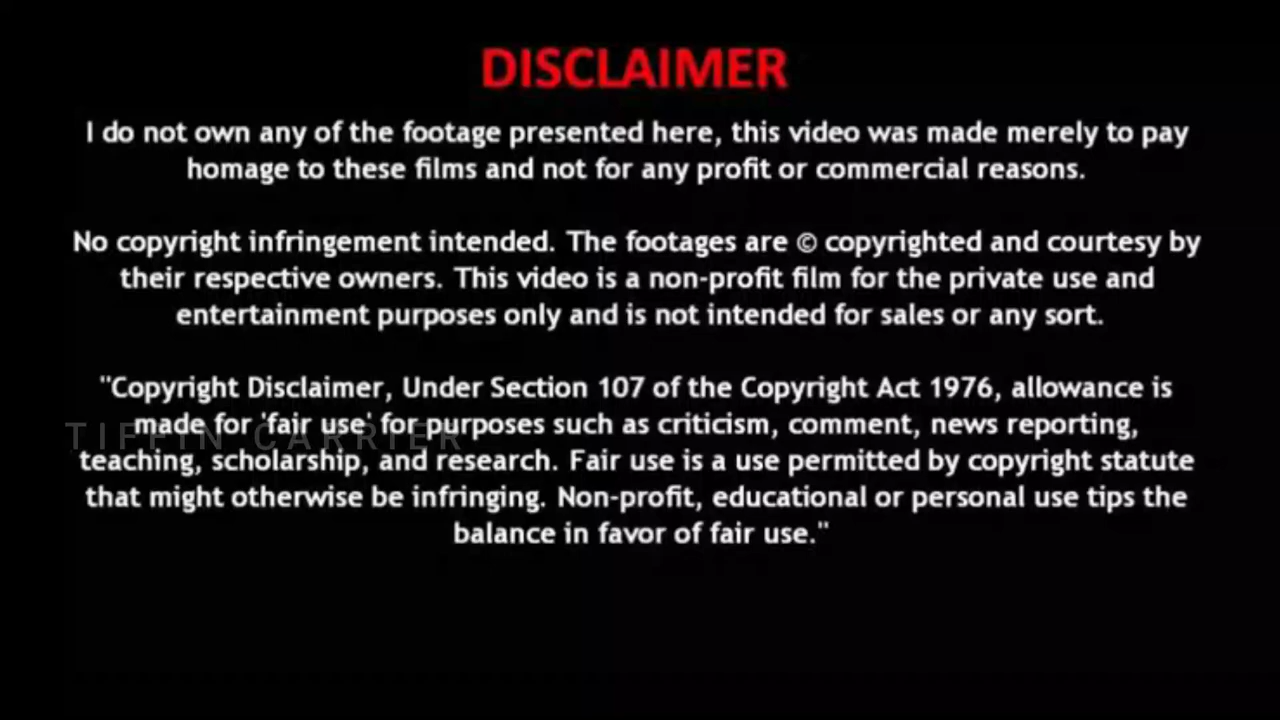 DISCLAIMER
I do not own any of the footage presented here, this video was made merely to pay
homage to these films and not for any profit or commercial reasons.
No copyright infringement intended. The footages are © copyrighted and courtesy by
their respective owners. This video is a non-profit film for the private use and
entertainment purposes only and is not intended for sales or any sort.
"Copyright Disclaimer, Under Section 107 of the Copyright Act 1976, allowance is
made for 'fair use' for purposes such as criticism, comment, news reporting,
TIFFIN CARRIER
teaching, scholarship, and research. Fair use is a use permitted by copyright statute
that might otherwise be infringing. Non-profit, educational or personal use tips the
balance in favor of fair use."